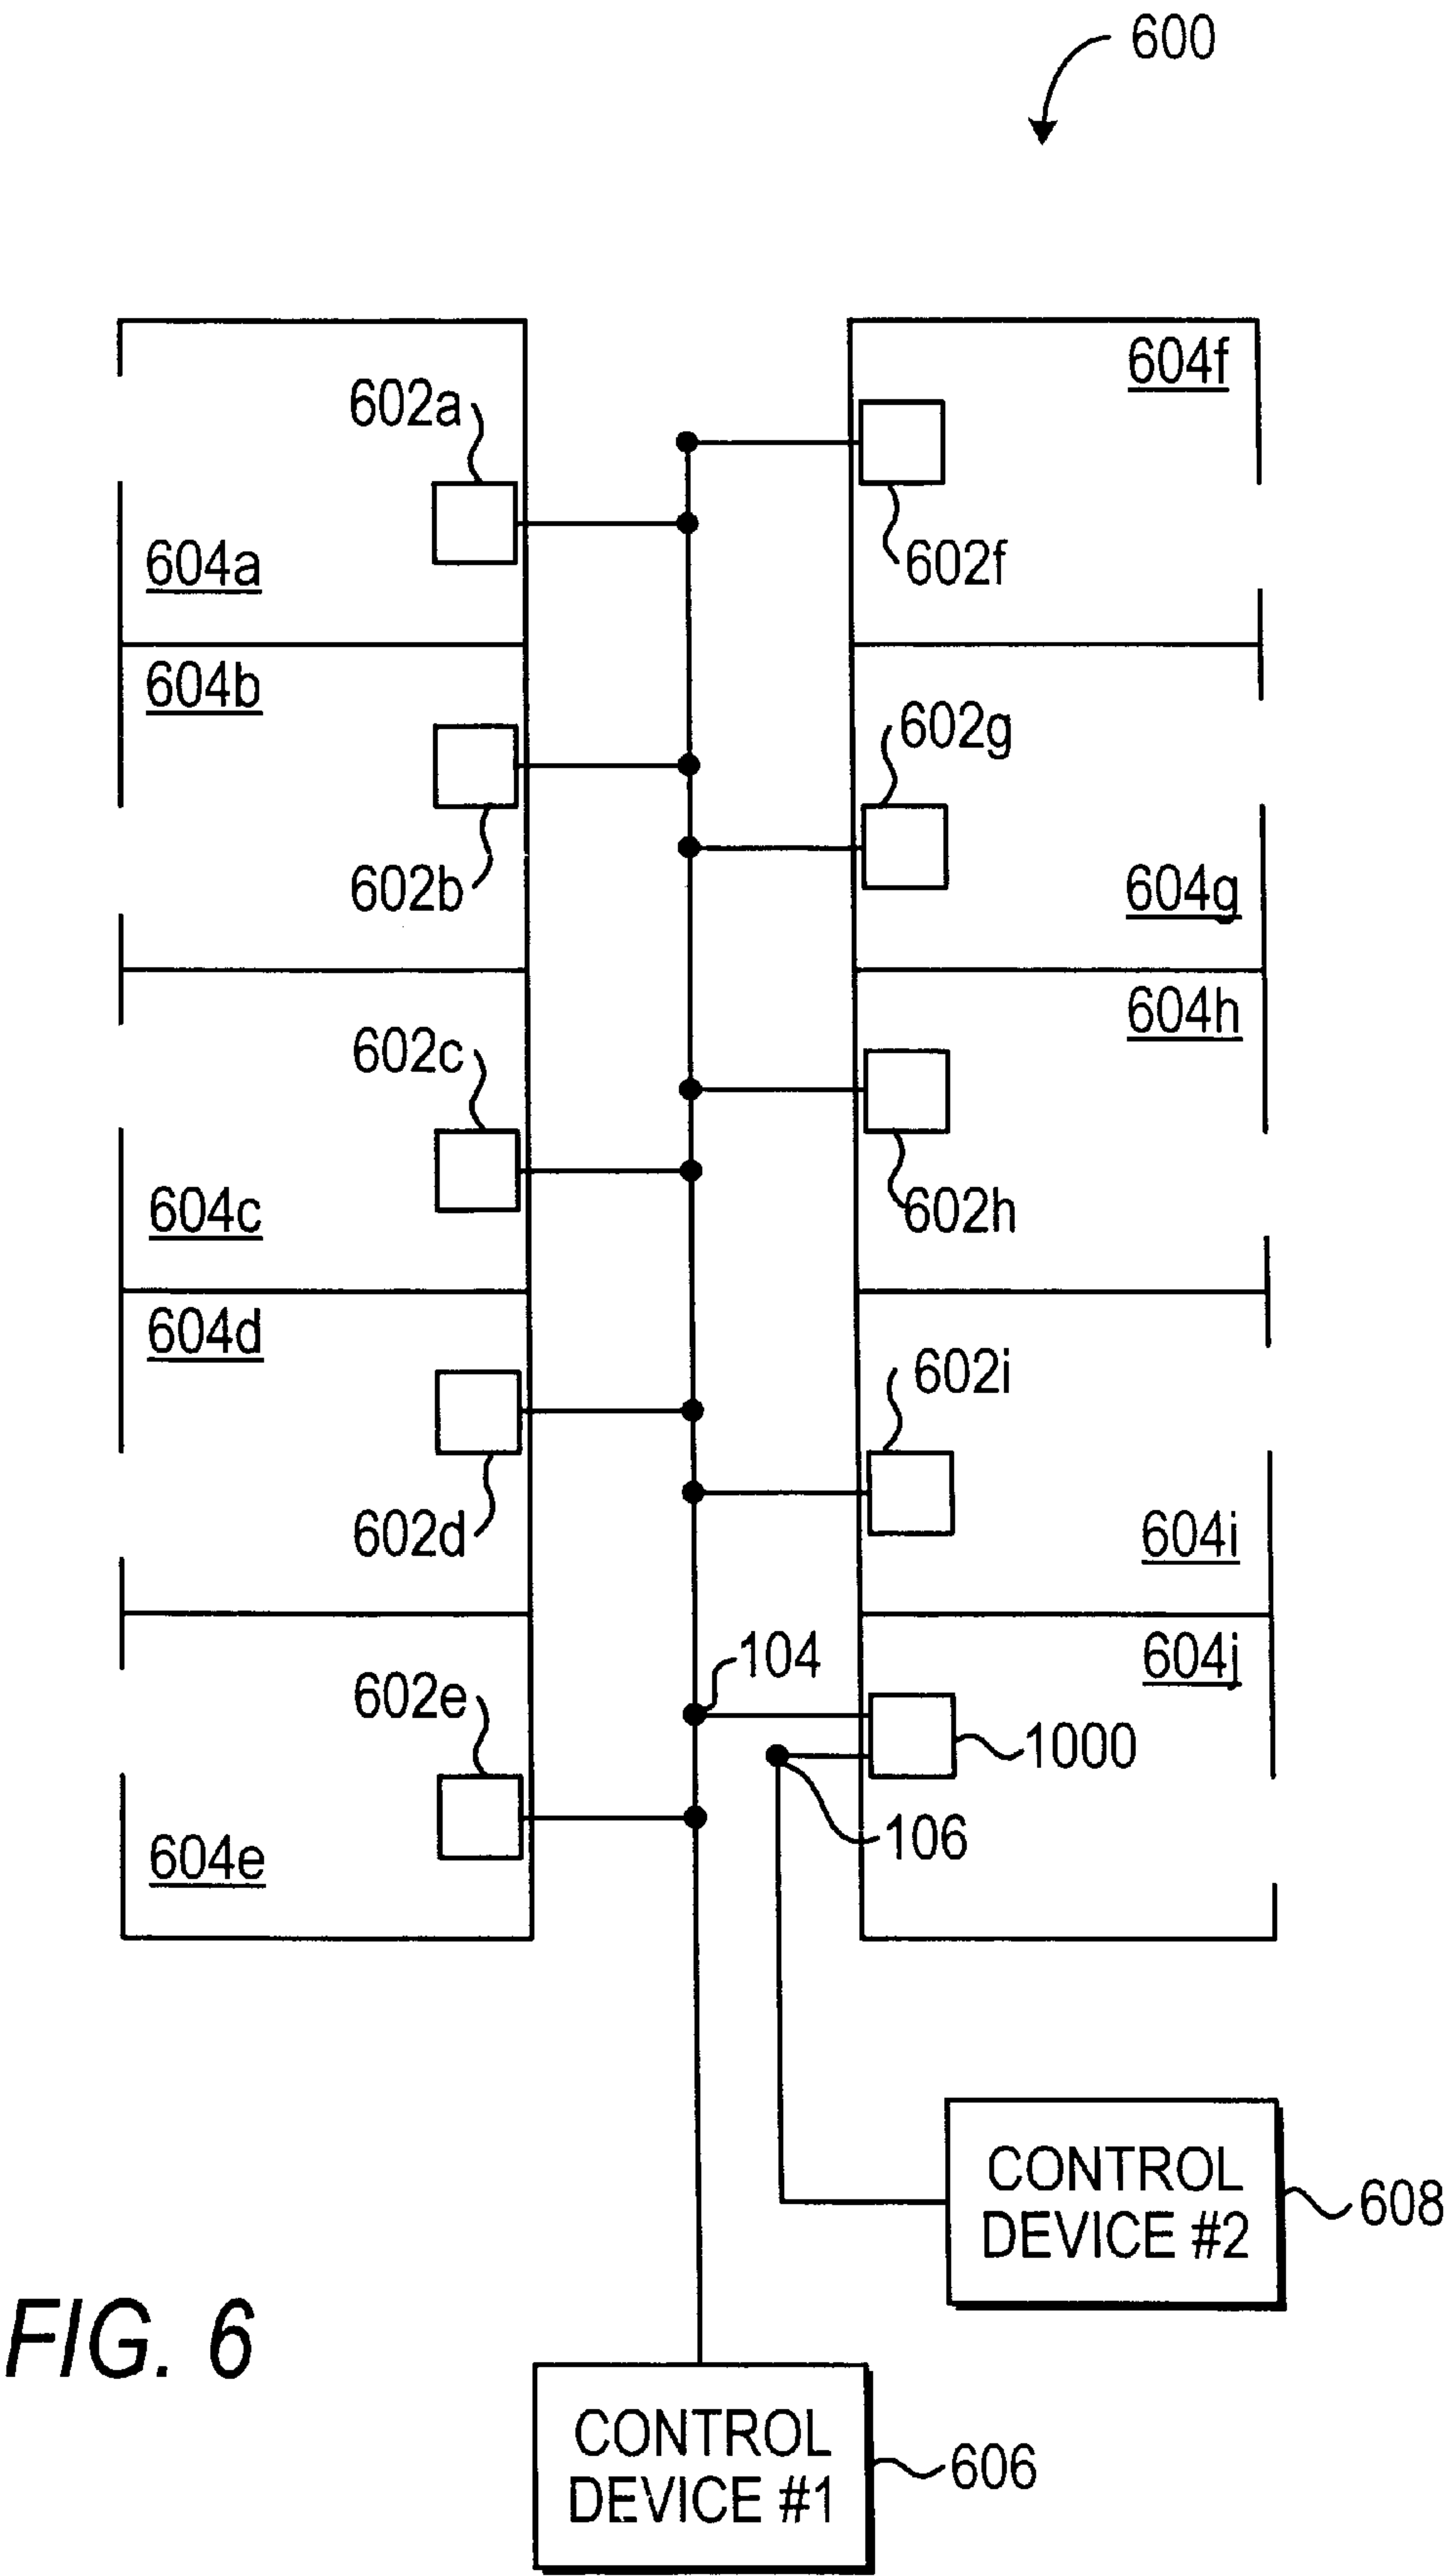 600
604f
602a
602f
604a
604b
602g
602b
604g
604h
602c
602h
604c
604d
602i
602d
604i
104
604j
602e
1000
106
604e
CONTROL
DEVICE #2
608
FIG. 6
CONTROL
DEVICE #1
606